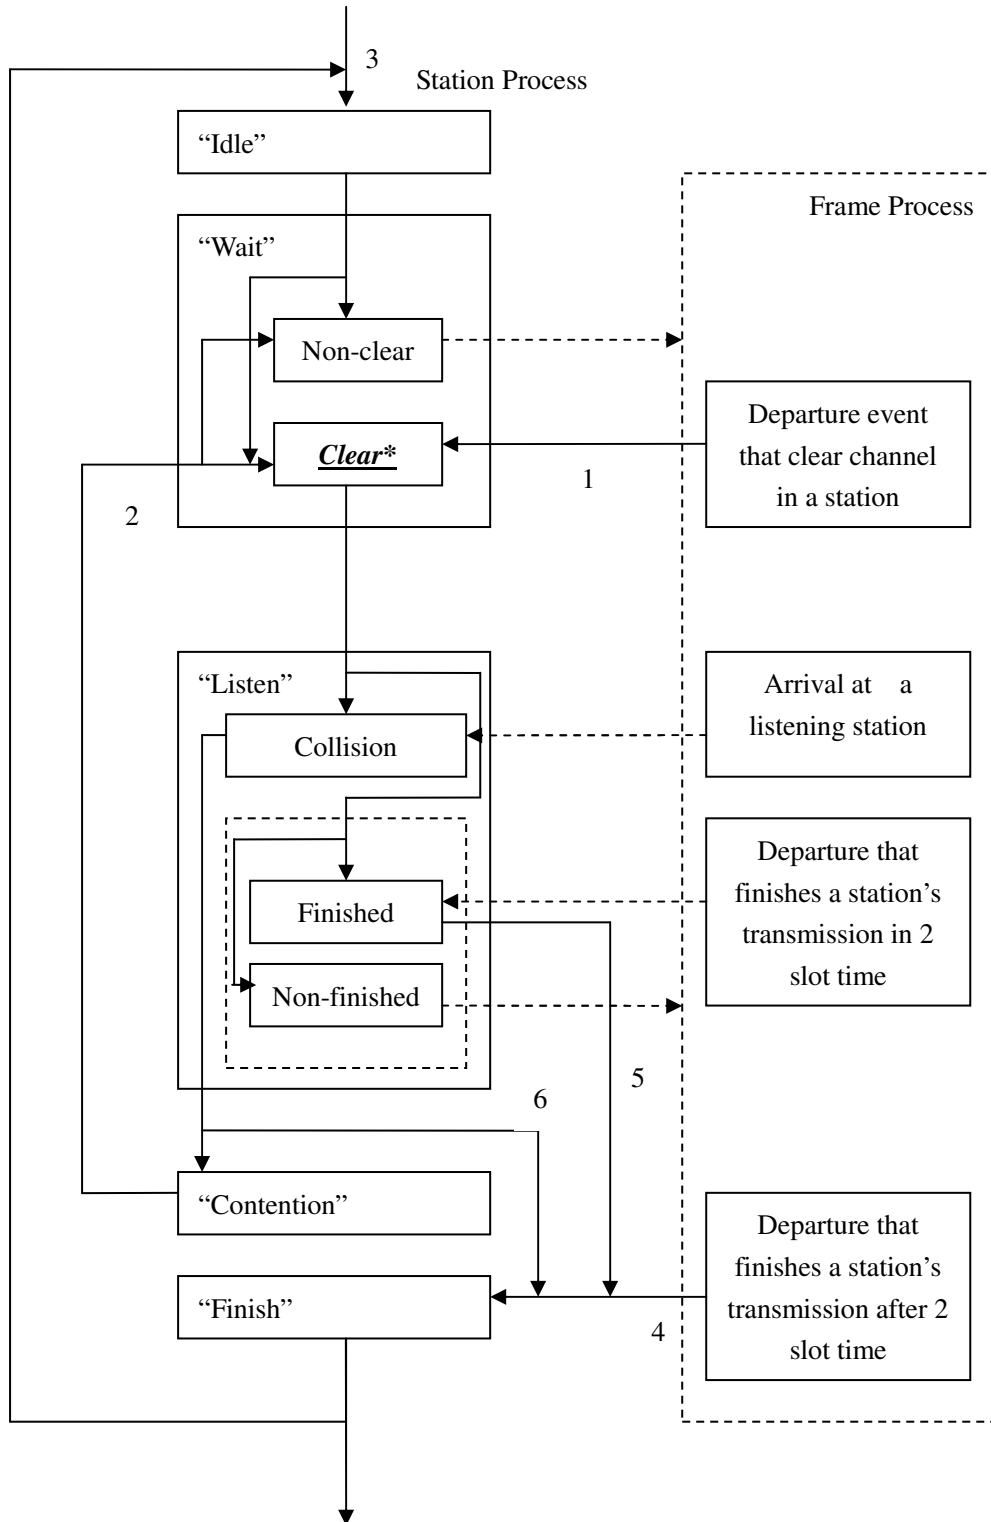 3
Station Process
“Idle”
Frame Process
“Wait”
Non-clear
Clear*
1
2
Departure event
that clear channel
in a station
“Listen”
Collision
Arrival at a
listening station
Finished
Non-finished
Departure that
finishes a station’s
transmission in 2
slot time
5
6
“Contention”
“Finish”
4
Departure that
finishes a station’s
transmission after 2
slot time